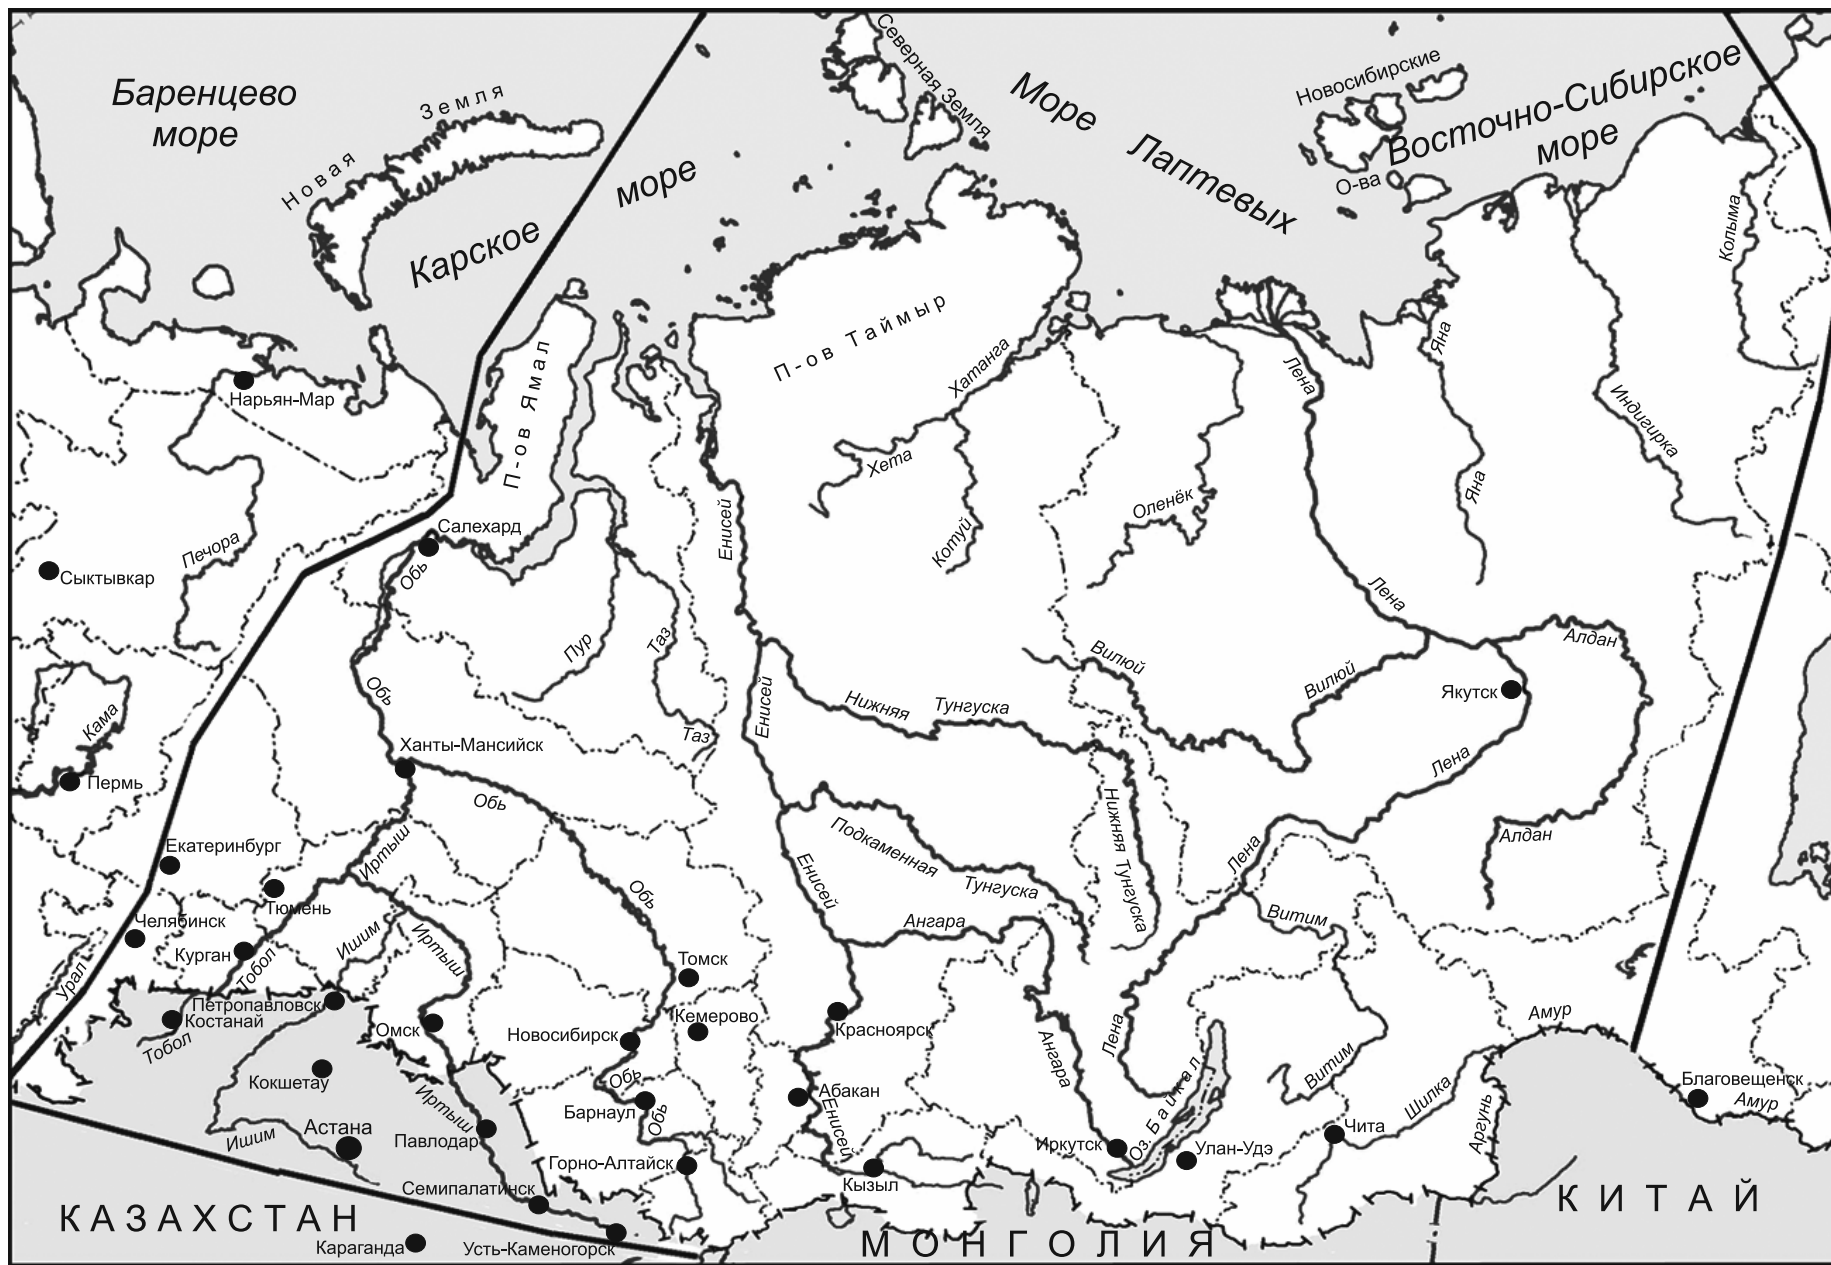 Северная Земля
Баренцево
море
Новая
Земля
Карское
море
Море
Лаптевых
Новосибирские
О-ва
Восточно-Сибирское
море
Колыма
П-ов Таймыр
П-ов Ямал
Хатанга
Лена
Яна
Индигирка
Нарьян-Мар
Хета
Яна
Оленёк
Котуй
Енисей
Салехард
Обь
Печора
Сыктывкар
Лена
Пур
Таз
Вилюй
Вилюй
Алдан
Якутск
Обь
Енисей
Нижняя
Тунгуска
Кама
Таз
Ханты-Мансийск
Пермь
Обь
Лена
Нижняя Тунгуска
Подкаменная
Тунгуска
Екатеринбург
Иртыш
Лена
Алдан
Тюмень
Обь
Енисей
Челябинск
Ишим
Иртыш
Ангара
Витим
Курган
Тобол
Томск
Урал
Петропавловск
Костанай
Тобол
Омск
Новосибирск
Кемерово
Красноярск
Ангара
Лена
Амур
Кокшетау
Обь
Витим
Оз. Байкал
Шилка
Аргунь
Благовещенск
Амур
Иртыш
Барнаул
Обь
Абакан
Енисей
Астана
Ишим
Павлодар
Иркутск
Улан-Удэ
Чита
Горно-Алтайск
Кызыл
Семипалатинск
КАЗАХСТАН
КИТАЙ
Караганда
Усть-Каменогорск
МОНГОЛИЯ